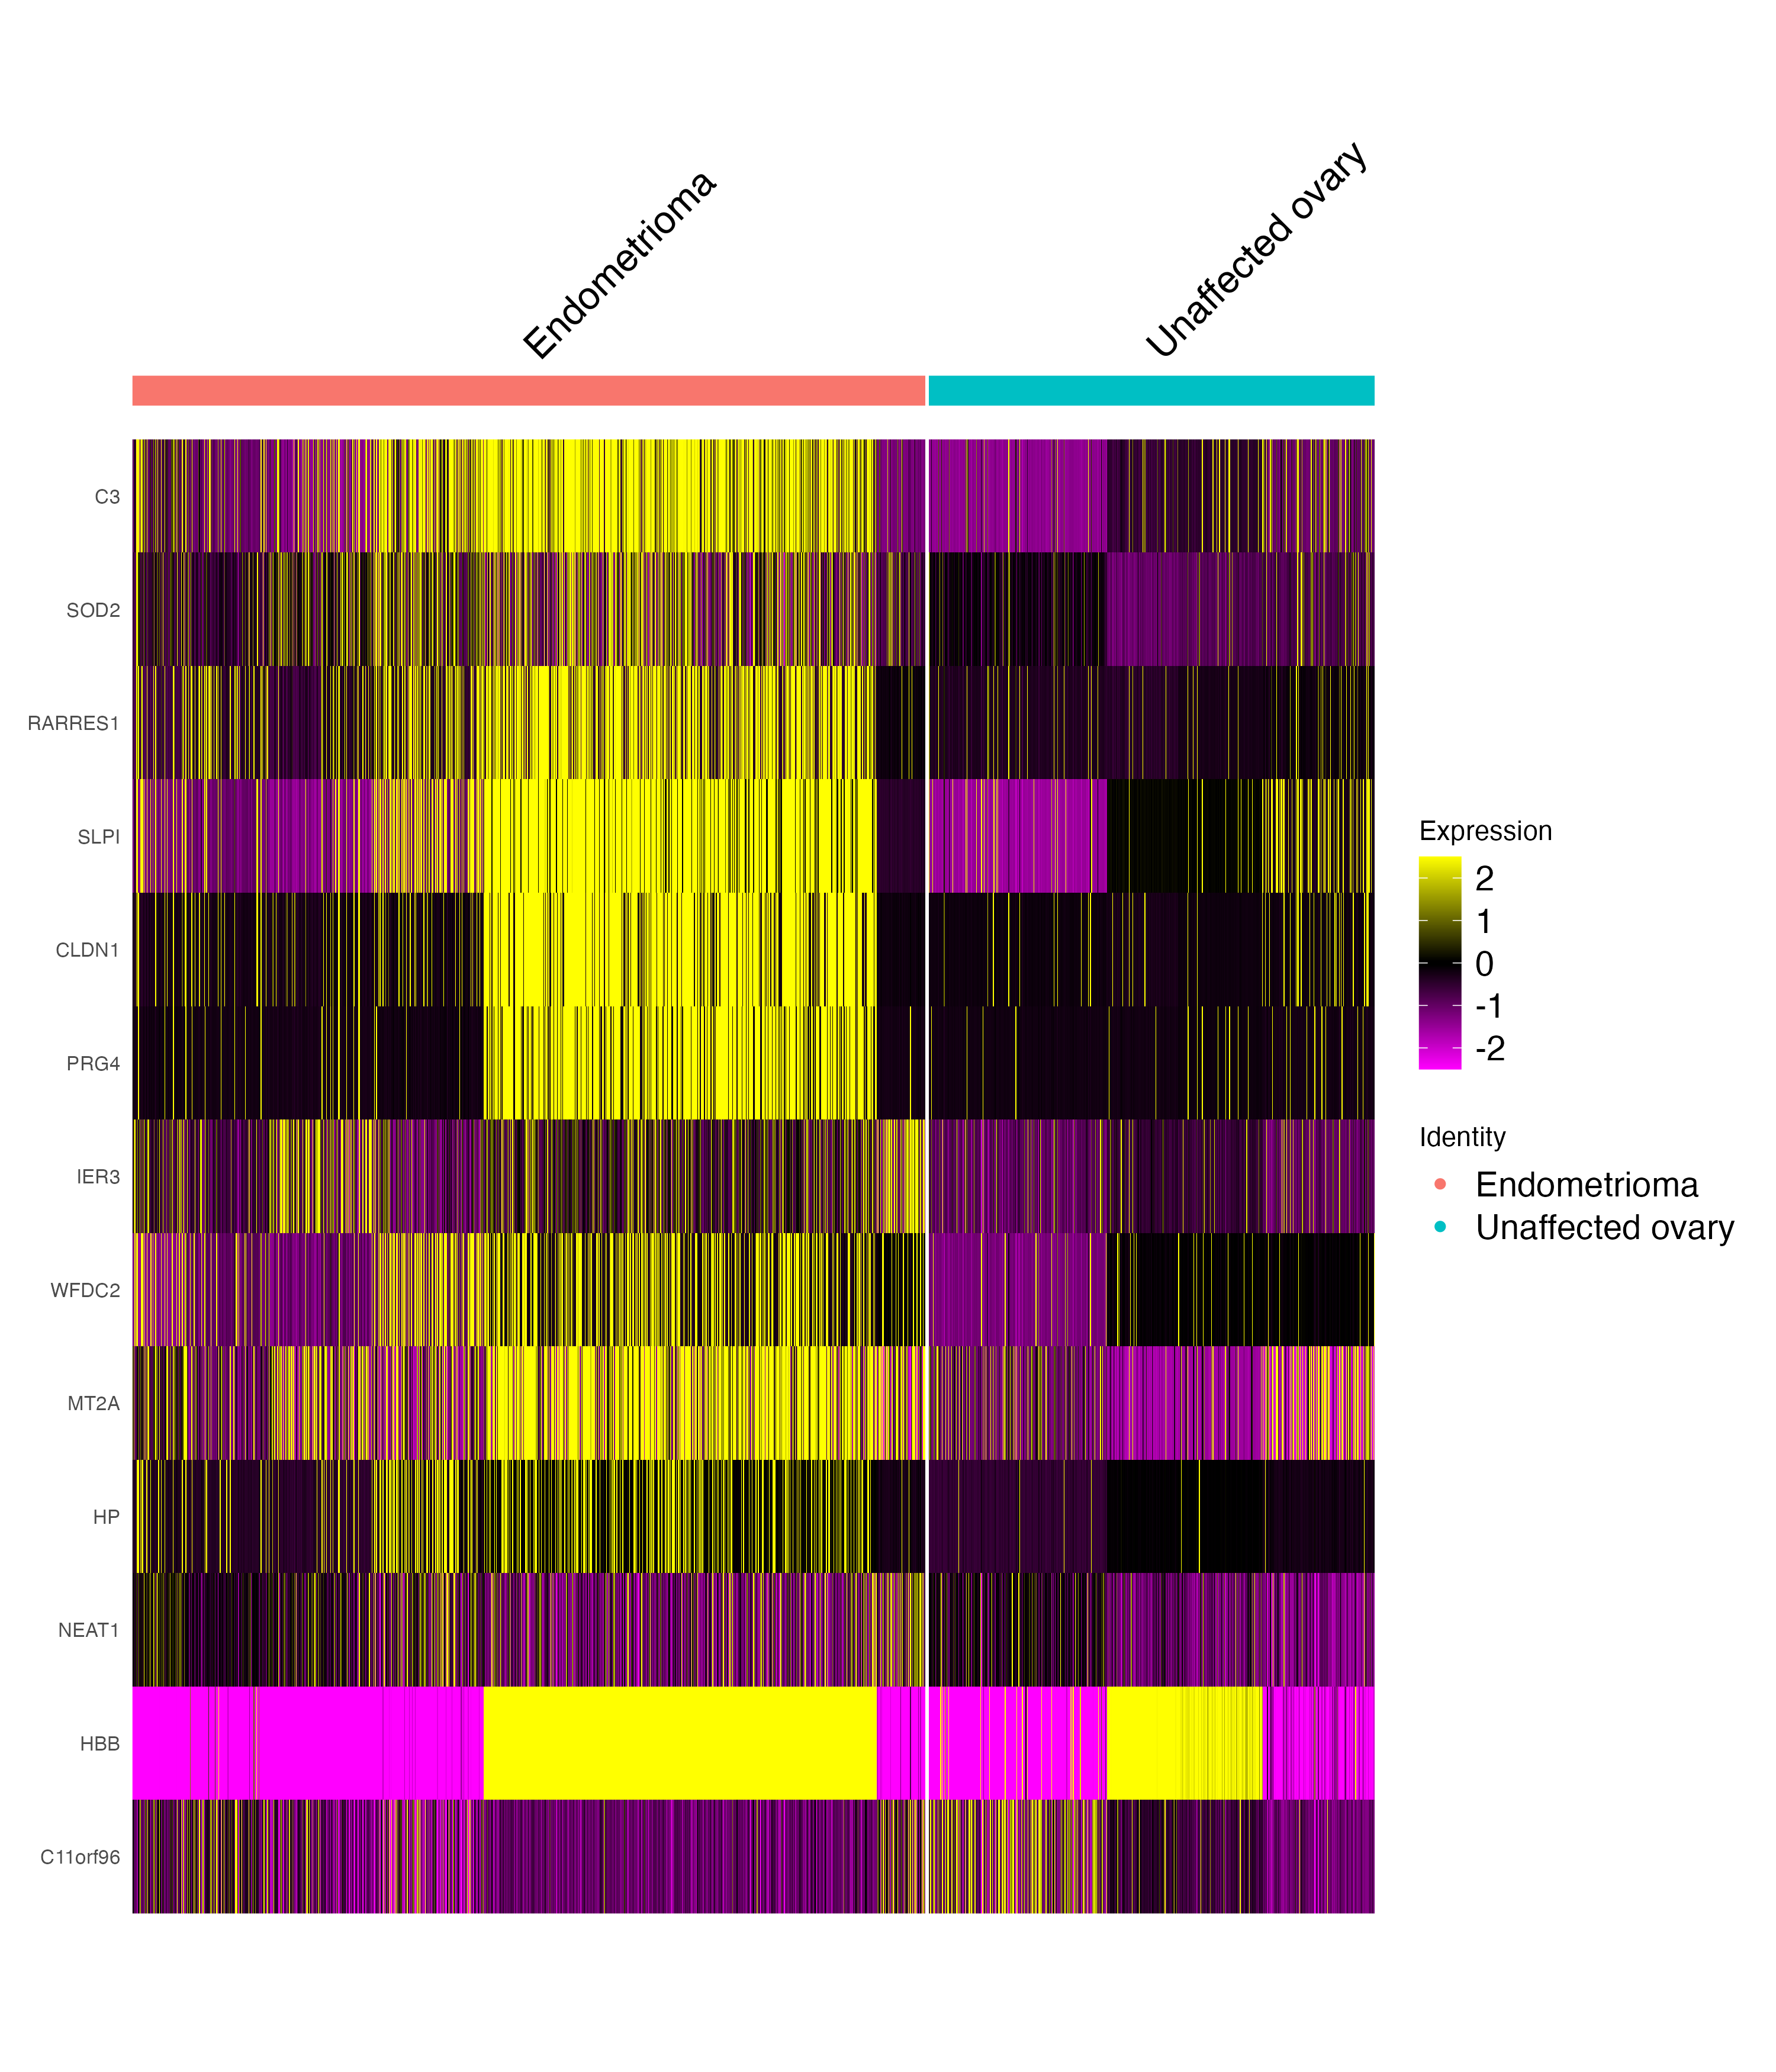 Endometrioma
Unaffected ovary
C3
SOD2
RARRES1
SLPI
CLDN1
PRG4
IER3
WFDC2
MT2A
HP
NEAT1
HBB
C11orf96
Expression
2
1
0
-1
-2
Identity
Endometrioma
Unaffected ovary